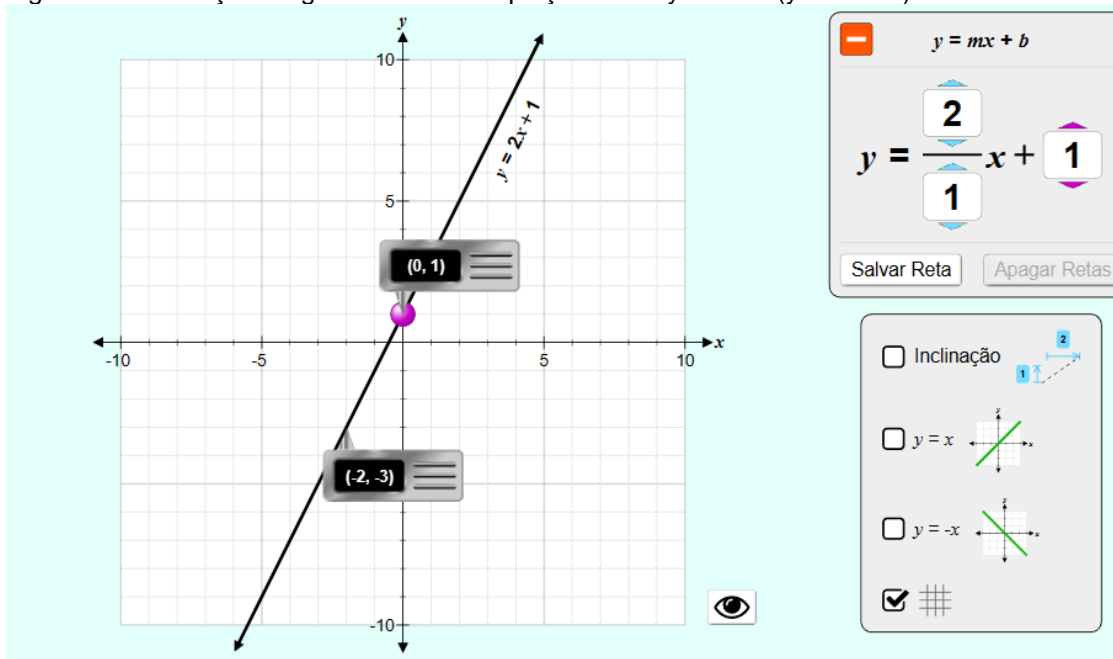 y
10
5
-10
-5
5
10
x
-10
y = 2x + 1
(0, 1)
(-2, -3)
y = mx + b
y = 2/1 x + 1
Salvar Reta
Apagar Retas
Inclinação
2
1
y = x
y = -x